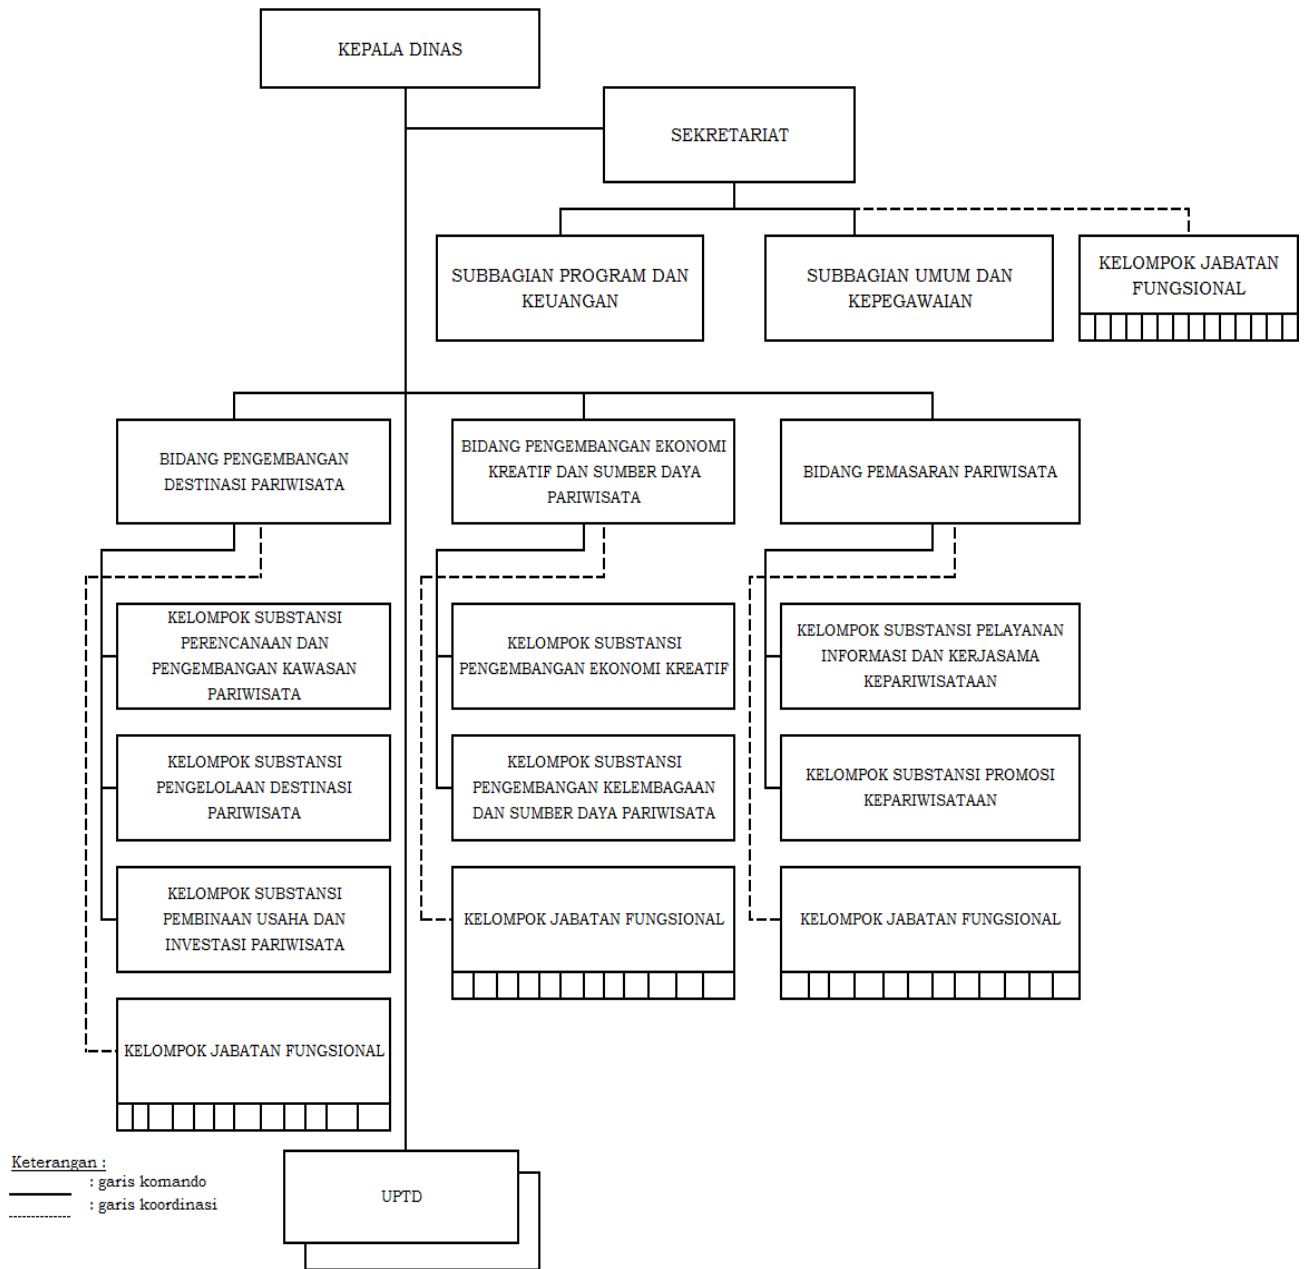 KEPALA DINAS
SEKRETARIAT
SUBBAGIAN PROGRAM DAN
KEUANGAN
SUBBAGIAN UMUM DAN
KEPEGAWAIAN
KELOMPOK JABATAN
FUNGSIONAL
BIDANG PENGEMBANGAN
DESTINASI PARIWISATA
BIDANG PENGEMBANGAN EKONOMI
KREATIF DAN SUMBER DAYA
PARIWISATA
BIDANG PEMASARAN PARIWISATA
KELOMPOK SUBSTANSI
PERENCANAAN DAN
PENGEMBANGAN KAWASAN
PARIWISATA
KELOMPOK SUBSTANSI
PENGEMBANGAN EKONOMI KREATIF
KELOMPOK SUBSTANSI PELAYANAN
INFORMASI DAN KERJASAMA
KEPARIWISATAAN
KELOMPOK SUBSTANSI
PENGELOLAAN DESTINASI
PARIWISATA
KELOMPOK SUBSTANSI
PENGEMBANGAN KELEMBAGAAN
DAN SUMBER DAYA PARIWISATA
KELOMPOK SUBSTANSI PROMOSI
KEPARIWISATAAN
KELOMPOK SUBSTANSI
PEMBINAAN USAHA DAN
INVESTASI PARIWISATA
KELOMPOK JABATAN FUNGSIONAL
KELOMPOK JABATAN FUNGSIONAL
KELOMPOK JABATAN FUNGSIONAL
Keterangan :
: garis komando
: garis koordinasi
UPTD